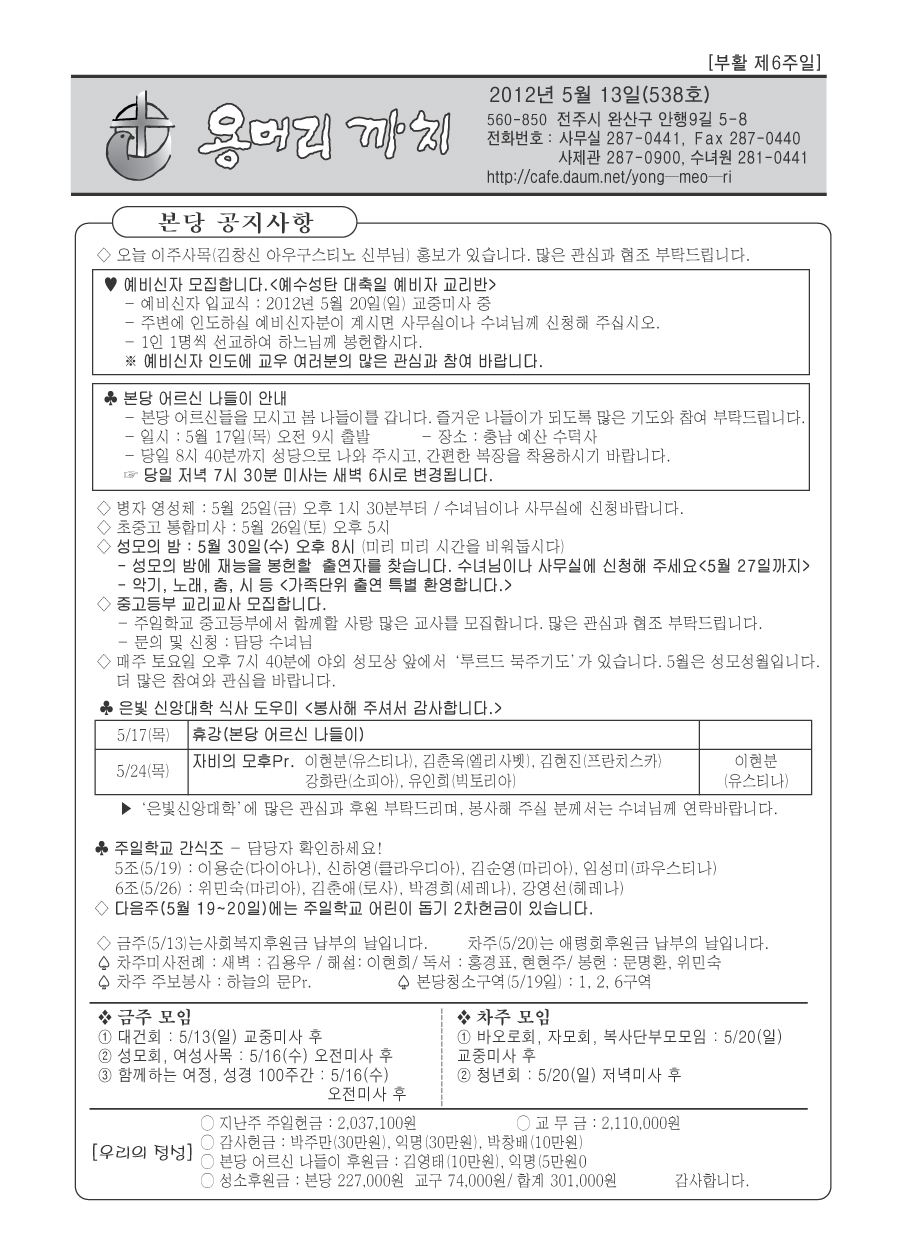 [부활 제6주일]
용머리 까치
2012년 5월 13일(538호)
560-850 전주시 완산구 안행9길 5-8
전화번호 : 사무실 287-0441, Fax 287-0440
사제관 287-0900, 수녀원 281-0441
http://cafe.daum.net/yong─meo─ri
본당 공지사항
◇ 오늘 이주사목(김창신 아우구스티노 신부님) 홍보가 있습니다. 많은 관심과 협조 부탁드립니다.
♥ 예비신자 모집합니다.<예수성탄 대축일 예비자 교리반>
- 예비신자 입교식 : 2012년 5월 20일(일) 교중미사 중
- 주변에 인도하실 예비신자분이 계시면 사무실이나 수녀님께 신청해 주십시오.
- 1인 1명씩 선교하여 하느님께 봉헌합시다.
※ 예비신자 인도에 교우 여러분의 많은 관심과 참여 바랍니다.
♣ 본당 어르신 나들이 안내
- 본당 어르신들을 모시고 봄 나들이를 갑니다. 즐거운 나들이가 되도록 많은 기도와 참여 부탁드립니다.
- 일시 : 5월 17일(목) 오전 9시 출발 - 장소 : 충남 예산 수덕사
- 당일 8시 40분까지 성당으로 나와 주시고, 간편한 복장을 착용하시기 바랍니다.
☞ 당일 저녁 7시 30분 미사는 새벽 6시로 변경됩니다.
◇ 병자 영성체 : 5월 25일(금) 오후 1시 30분부터 / 수녀님이나 사무실에 신청바랍니다.
◇ 초중고 통합미사 : 5월 26일(토) 오후 5시
◇ 성모의 밤 : 5월 30일(수) 오후 8시 (미리 미리 시간을 비워둡시다)
- 성모의 밤에 재능을 봉헌할 출연자를 찾습니다. 수녀님이나 사무실에 신청해 주세요<5월 27일까지>
- 악기, 노래, 춤, 시 등 <가족단위 출연 특별 환영합니다.>
◇ 중고등부 교리교사 모집합니다.
- 주일학교 중고등부에서 함께할 사랑 많은 교사를 모집합니다. 많은 관심과 협조 부탁드립니다.
- 문의 및 신청 : 담당 수녀님
◇ 매주 토요일 오후 7시 40분에 야외 성모상 앞에서 ‘루르드 묵주기도’가 있습니다. 5월은 성모성월입니다.
더 많은 참여와 관심을 바랍니다.
♣ 은빛 신앙대학 식사 도우미 <봉사해 주셔서 감사합니다.>
5/17(목) 휴강(본당 어르신 나들이)
5/24(목) 자비의 모후Pr. 이현분(유스티나), 김춘옥(엘리사벳), 김현진(프란치스카) 이현분
강화란(소피아), 유인희(빅토리아) (유스티나)
▶ ‘은빛신앙대학’에 많은 관심과 후원 부탁드리며, 봉사해 주실 분께서는 수녀님께 연락바랍니다.
♣ 주일학교 간식조 - 담당자 확인하세요!
5조(5/19) : 이용순(다이아나), 신하영(클라우디아), 김순영(마리아), 임성미(파우스티나)
6조(5/26) : 위민숙(마리아), 김춘애(로사), 박경희(세레나), 강영선(헤레나)
◇ 다음주(5월 19~20일)에는 주일학교 어린이 돕기 2차헌금이 있습니다.
◇ 금주(5/13)는사회복지후원금 납부의 날입니다. 차주(5/20)는 애령회후원금 납부의 날입니다.
♤ 차주미사전례 : 새벽 : 김용우 / 해설: 이현희/ 독서 : 홍경표, 현현주/ 봉헌 : 문명환, 위민숙
♤ 차주 주보봉사 : 하늘의 문Pr. ♤ 본당청소구역(5/19일) : 1, 2, 6구역
❖ 금주 모임
① 대건회 : 5/13(일) 교중미사 후
② 성모회, 여성사목 : 5/16(수) 오전미사 후
③ 함께하는 여정, 성경 100주간 : 5/16(수)
오전미사 후
❖ 차주 모임
① 바오로회, 자모회, 복사단부모모임 : 5/20(일)
교중미사 후
② 청년회 : 5/20(일) 저녁미사 후
[우리의 정성]
○ 지난주 주일헌금 : 2,037,100원 ○ 교 무 금 : 2,110,000원
○ 감사헌금 : 박주만(30만원), 익명(30만원), 박창배(10만원)
○ 본당 어르신 나들이 후원금 : 김영태(10만원), 익명(5만원0
○ 성소후원금 : 본당 227,000원 교구 74,000원/ 합계 301,000원 감사합니다.